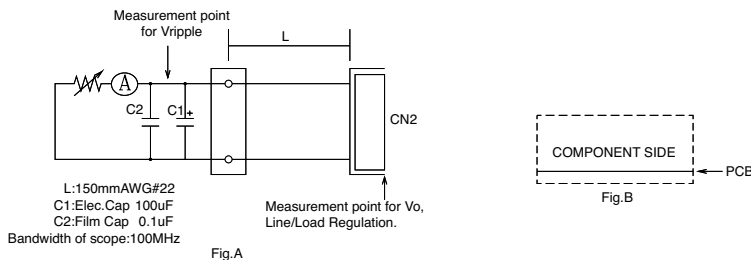 Measurement point
for Vripple
L
A
C2
C1
+
CN2
L:150mmAWG#22
C1:Elec.Cap 100uF
C2:Film Cap 0.1uF
Bandwidth of scope:100MHz
Measurement point for Vo,
Line/Load Regulation.
Fig.A
COMPONENT SIDE
PCB
Fig.B